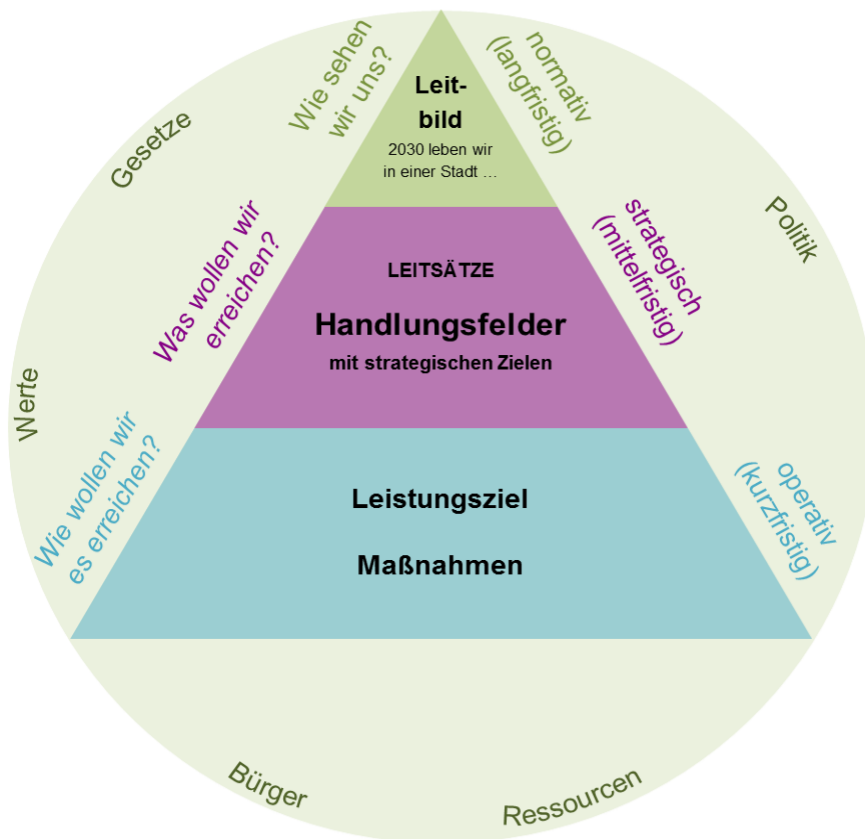 Wie sehen
wir uns?
normativ
(langfristig)
Leit-
bild
2030 leben wir
in einer Stadt ...
Gesetze
Politik
Was wollen wir
erreichen?
strategisch
(mittelfristig)
LEITSÄTZE
Handlungsfelder
mit strategischen Zielen
Werte
Wie wollen wir
es erreichen?
operativ
(kurzfristig)
Leistungsziel
Maßnahmen
Bürger
Ressourcen